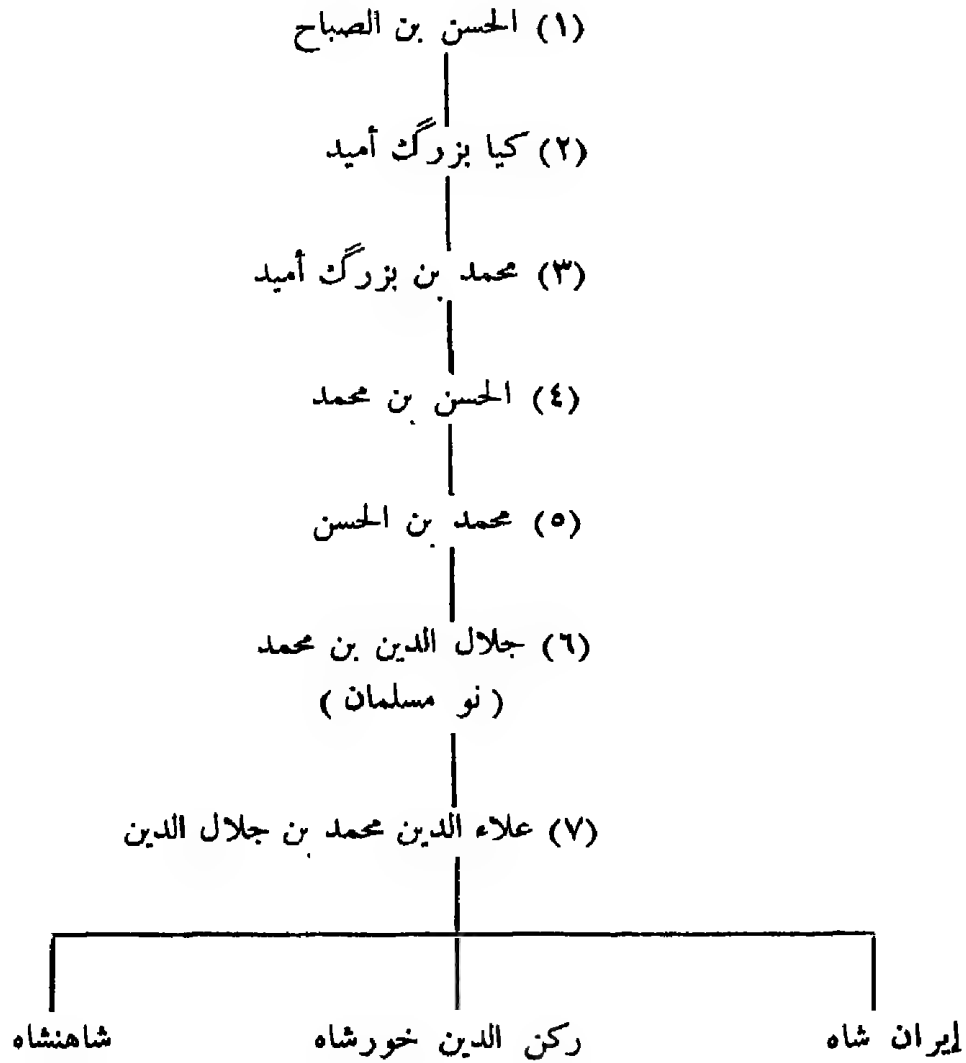 (١) الحسن بن الصباح
(٢) كيا بزرگ أميد
(٣) محمد بن بزرگ أميد
(٤) الحسن بن محمد
(٥) محمد بن الحسن
(٦) جلال الدين بن محمد
( نو مسلمان )
(٧) علاء الدين محمد بن جلال الدين
إيران شاه ركن الدين خورشاه شاهنشاه